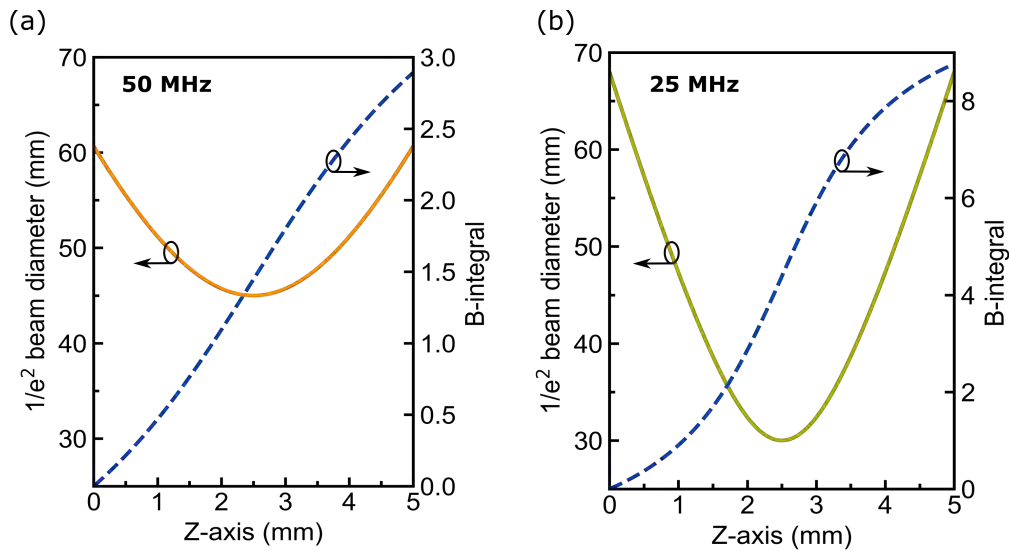 (a)
50 MHz
1/e² beam diameter (mm)
70
60
50
40
30
3.0
2.5
2.0
1.5
1.0
0.5
0.0
B-integral
0 1 2 3 4 5
Z-axis (mm)
(b)
25 MHz
1/e² beam diameter (mm)
70
60
50
40
30
8
6
4
2
0
B-integral
0 1 2 3 4 5
Z-axis (mm)